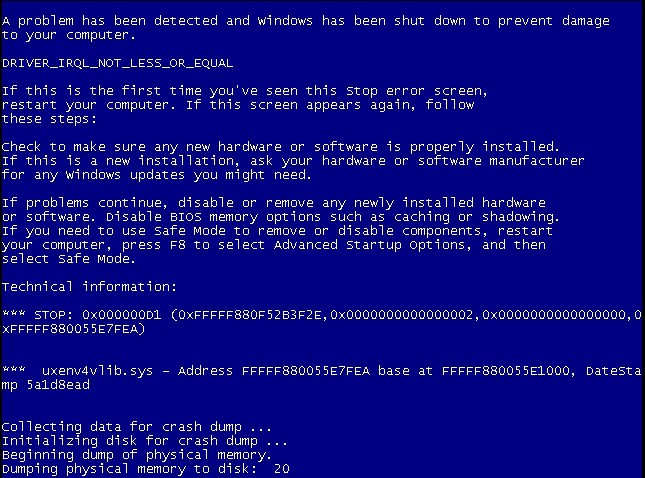 A problem has been detected and Windows has been shut down to prevent damage
to your computer.
DRIVER_IRQL_NOT_LESS_OR_EQUAL
If this is the first time you've seen this Stop error screen,
restart your computer. If this screen appears again, follow
these steps:
Check to make sure any new hardware or software is properly installed.
If this is a new installation, ask your hardware or software manufacturer
for any Windows updates you might need.
If problems continue, disable or remove any newly installed hardware
or software. Disable BIOS memory options such as caching or shadowing.
If you need to use Safe Mode to remove or disable components, restart
your computer, press F8 to select Advanced Startup Options, and then
select Safe Mode.
Technical information:
*** STOP: 0x000000D1 (0xFFFFF880F52B3F2E,0x0000000000000002,0x0000000000000000,0
xFFFFF880055E7FEA)
***  uxenv4vlib.sys - Address FFFFF880055E7FEA base at FFFFF880055E1000, DateSta
mp 5a1d8ead
Collecting data for crash dump ...
Initializing disk for crash dump ...
Beginning dump of physical memory.
Dumping physical memory to disk:  20